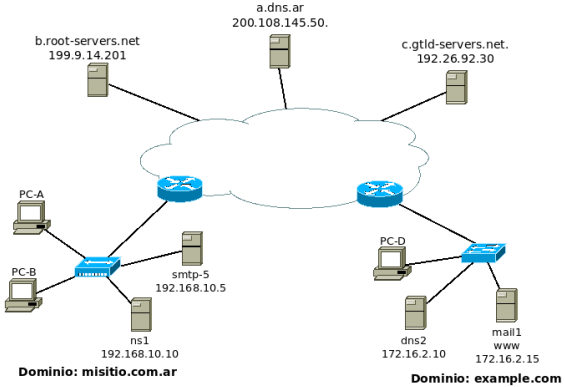 a.dns.ar
200.108.145.50.
b.root-servers.net
199.9.14.201
c.gtld-servers.net.
192.26.92.30
PC-A
PC-B
smtp-5
192.168.10.5
ns1
192.168.10.10
Dominio: misitio.com.ar
PC-D
dns2
172.16.2.10
mail1
www
172.16.2.15
Dominio: example.com